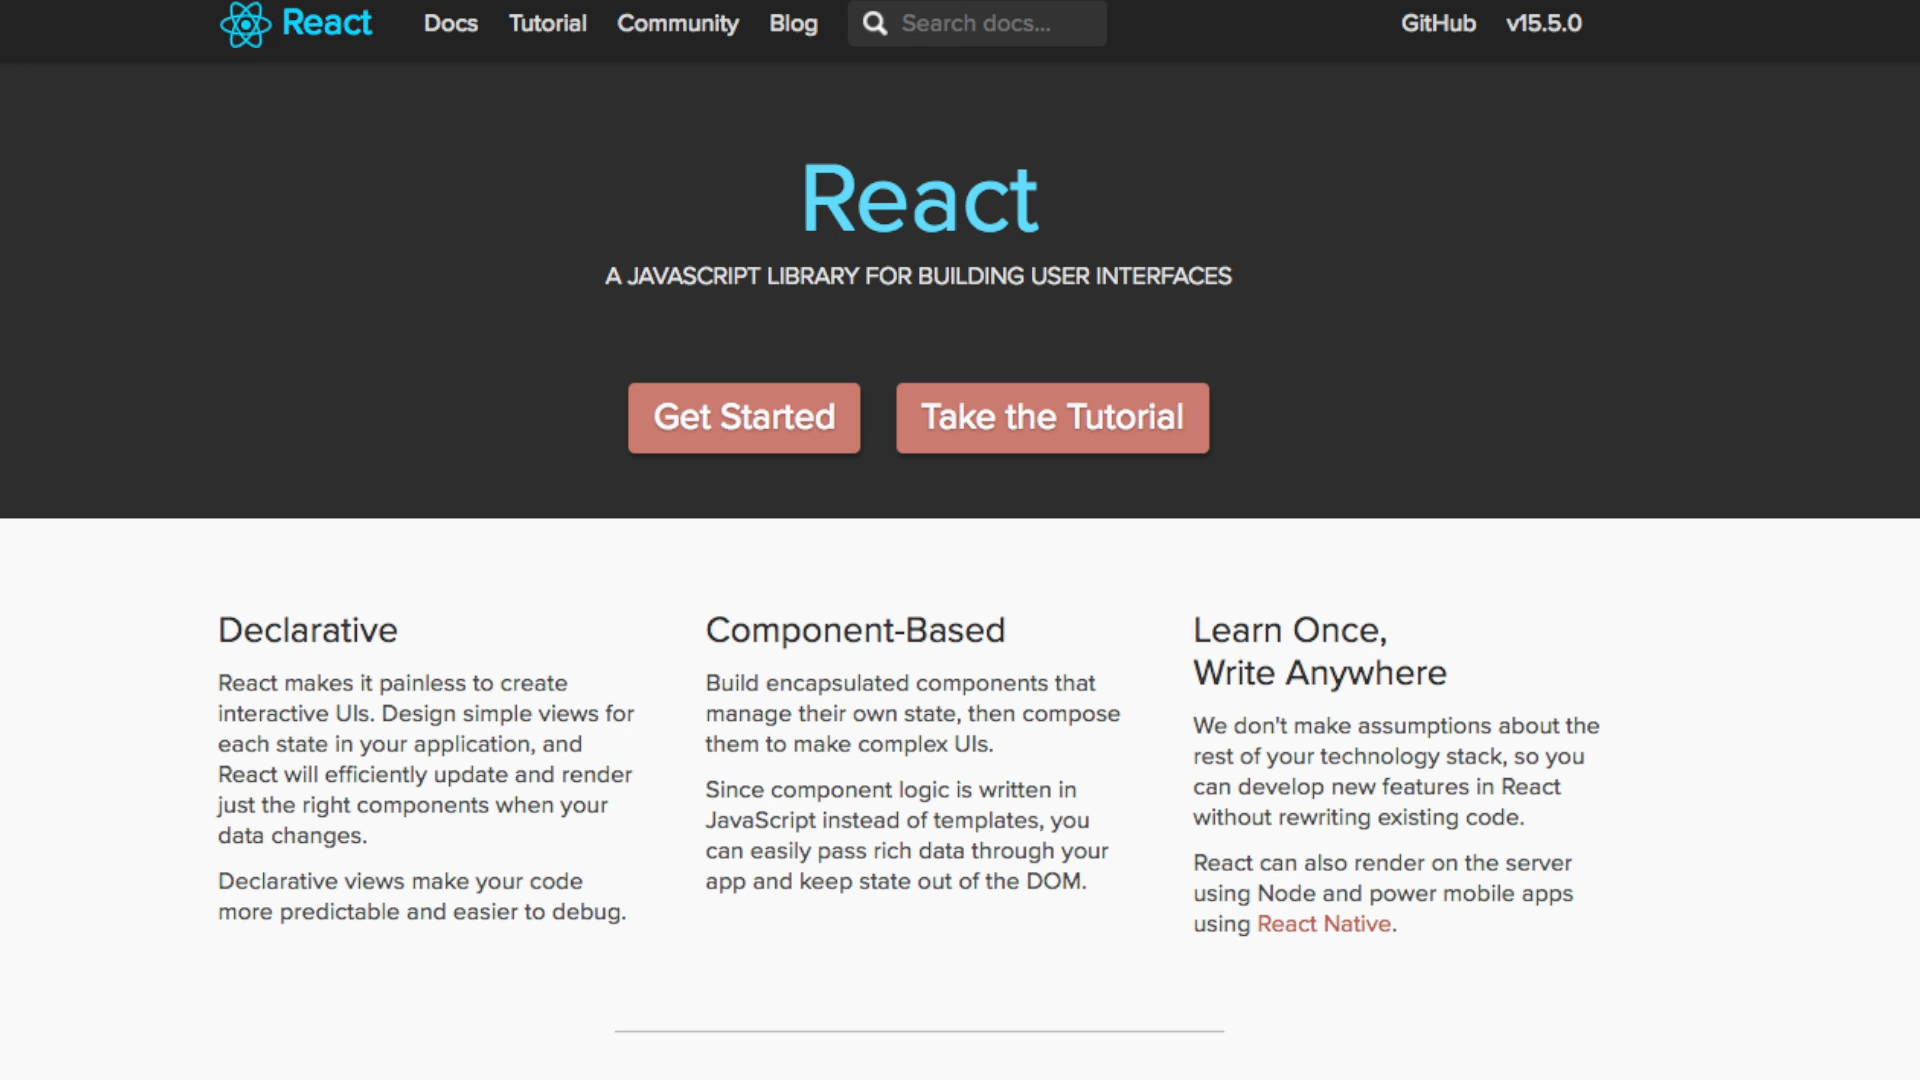 React Docs Tutorial Community Blog Search docs... GitHub v15.5.0
React
A JAVASCRIPT LIBRARY FOR BUILDING USER INTERFACES
Get Started Take the Tutorial
Declarative
React makes it painless to create
interactive UIs. Design simple views for
each state in your application, and
React will efficiently update and render
just the right components when your
data changes.
Declarative views make your code
more predictable and easier to debug.
Component-Based
Build encapsulated components that
manage their own state, then compose
them to make complex UIs.
Since component logic is written in
JavaScript instead of templates, you
can easily pass rich data through your
app and keep state out of the DOM.
Learn Once,
Write Anywhere
We don't make assumptions about the
rest of your technology stack, so you
can develop new features in React
without rewriting existing code.
React can also render on the server
using Node and power mobile apps
using React Native.